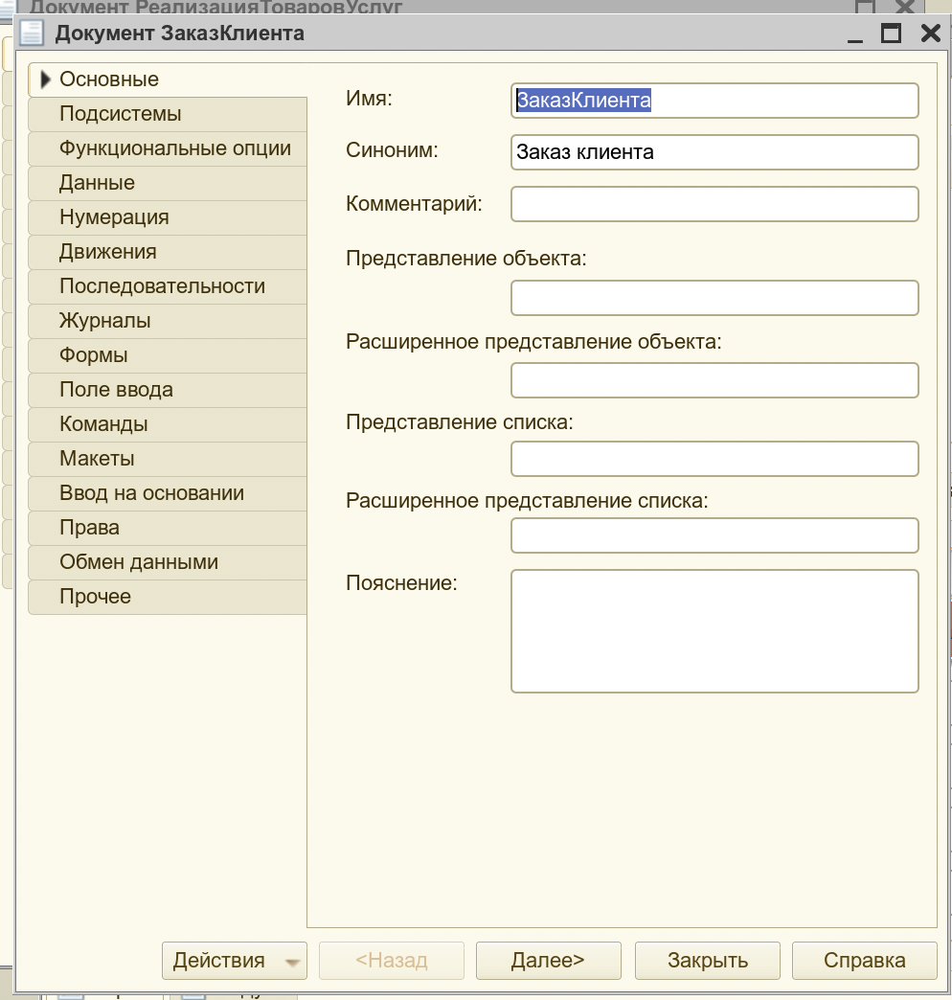 Документ РеализацияТоваровУслуг
Документ ЗаказКлиента
Основные
Подсистемы
Функциональные опции
Данные
Нумерация
Движения
Последовательности
Журналы
Формы
Поле ввода
Команды
Макеты
Ввод на основании
Права
Обмен данными
Прочее
Имя:
ЗаказКлиента
Синоним:
Заказ клиента
Комментарий:
Представление объекта:
Расширенное представление объекта:
Представление списка:
Расширенное представление списка:
Пояснение:
Действия
<Назад
Далее>
Закрыть
Справка